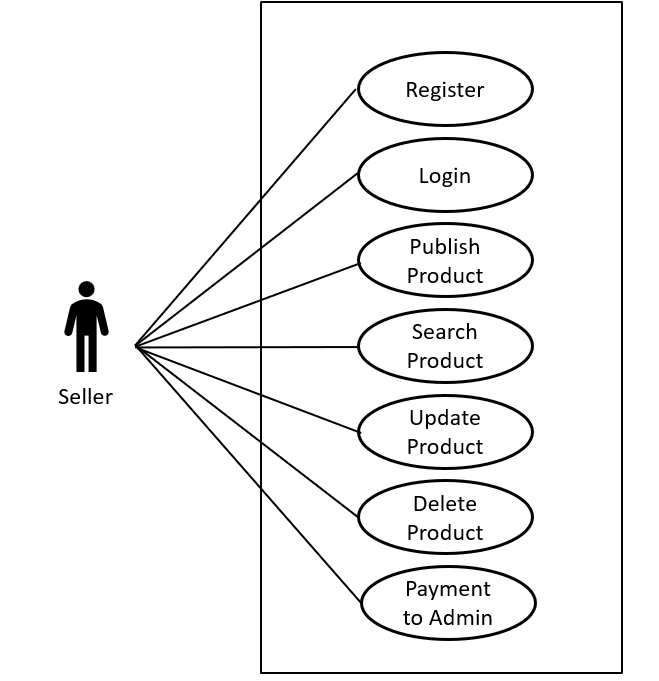 Register
Login
Publish
Product
Search
Product
Seller
Update
Product
Delete
Product
Payment
to Admin